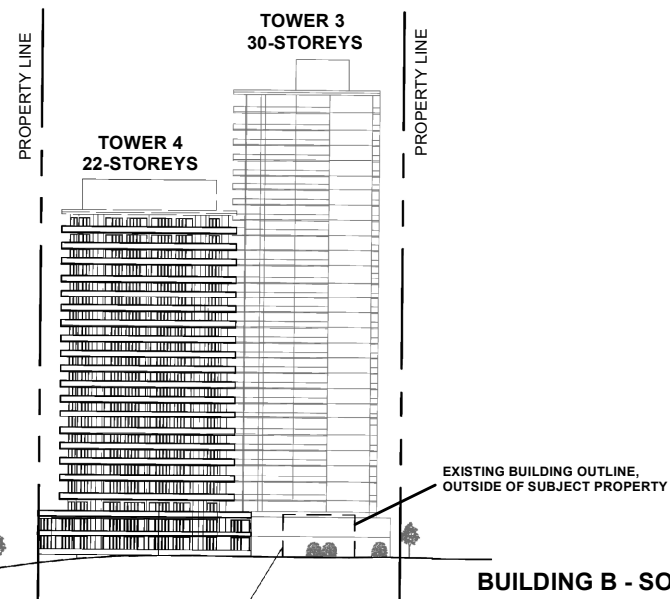 TOWER 3
30-STOREYS
PROPERTY LINE
PROPERTY LINE
TOWER 4
22-STOREYS
EXISTING BUILDING OUTLINE,
OUTSIDE OF SUBJECT PROPERTY
BUILDING B - SO